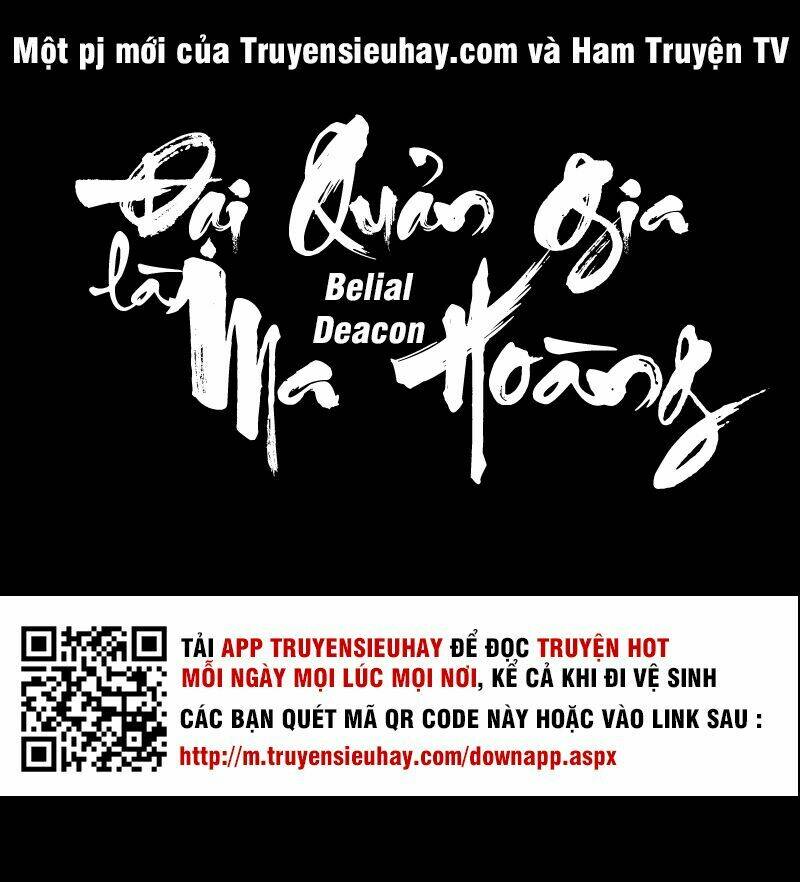 Một pj mới của Truyensieuhay.com và Ham Truyện TV
Đại Quản Gia
là Ma Hoàng
Belial
Deacon
TẢI APP TRUYENSIEUHAY ĐỂ ĐỌC TRUYỆN HOT
MỖI NGÀY MỌI LÚC MỌI NƠI, KỂ CẢ KHI ĐI VỆ SINH
CÁC BẠN QUÉT MÃ QR CODE NÀY HOẶC VÀO LINK SAU :
http://m.truyensieuhay.com/downapp.aspx